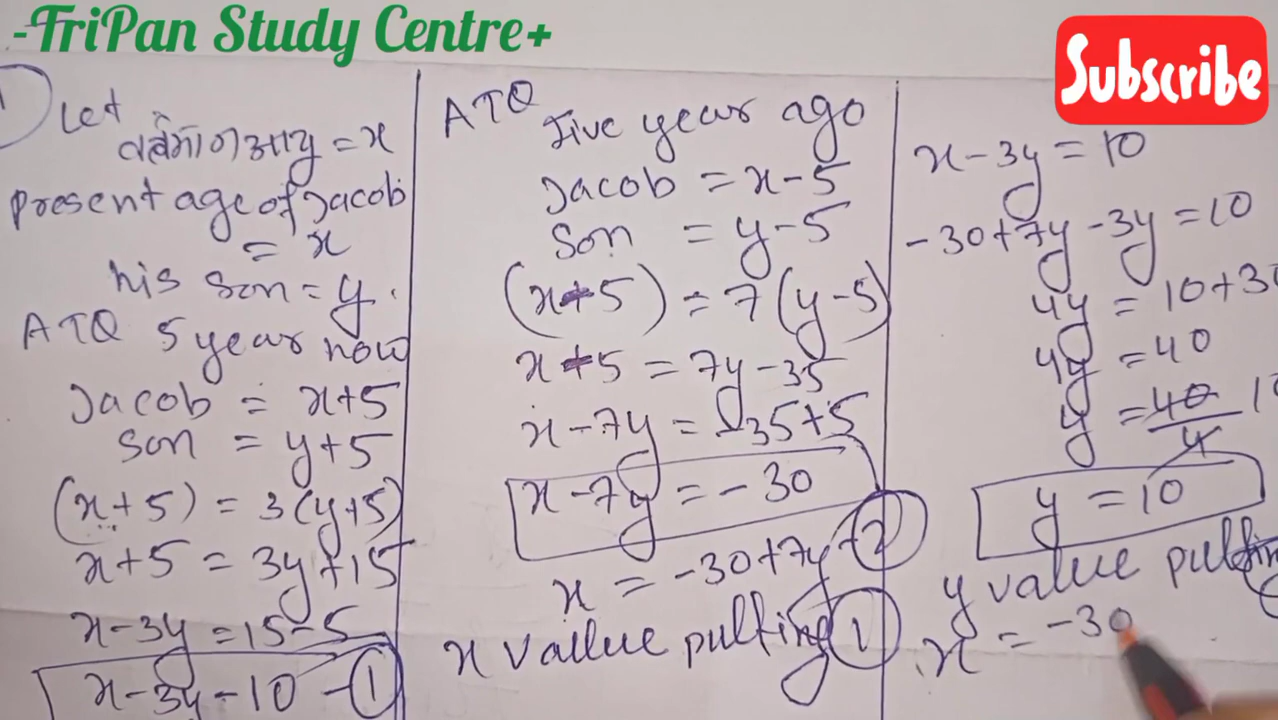 -TriPan Study Centre+
Subscribe
1
Let
वर्तमान आयु = x
present age of Jacob
= x
his son = y.
ATQ 5 year now
Jacob = x+5
Son = y+5
(x+5) = 3(y+5)
x+5 = 3y+15
x-3y = 15-5
x-3y-10 -1
ATQ
five year ago
Jacob = x-5
Son = y-5
(x-5) = 7(y-5)
x-5 = 7y-35
x-7y = -35+5
x-7y = -30
x = -30+7y -2
x vallue putting 1
x-3y = 10
-30+7y-3y = 10
4y = 10+30
4y = 40
y = 40/4 10
y = 10
y value putting
x = -30